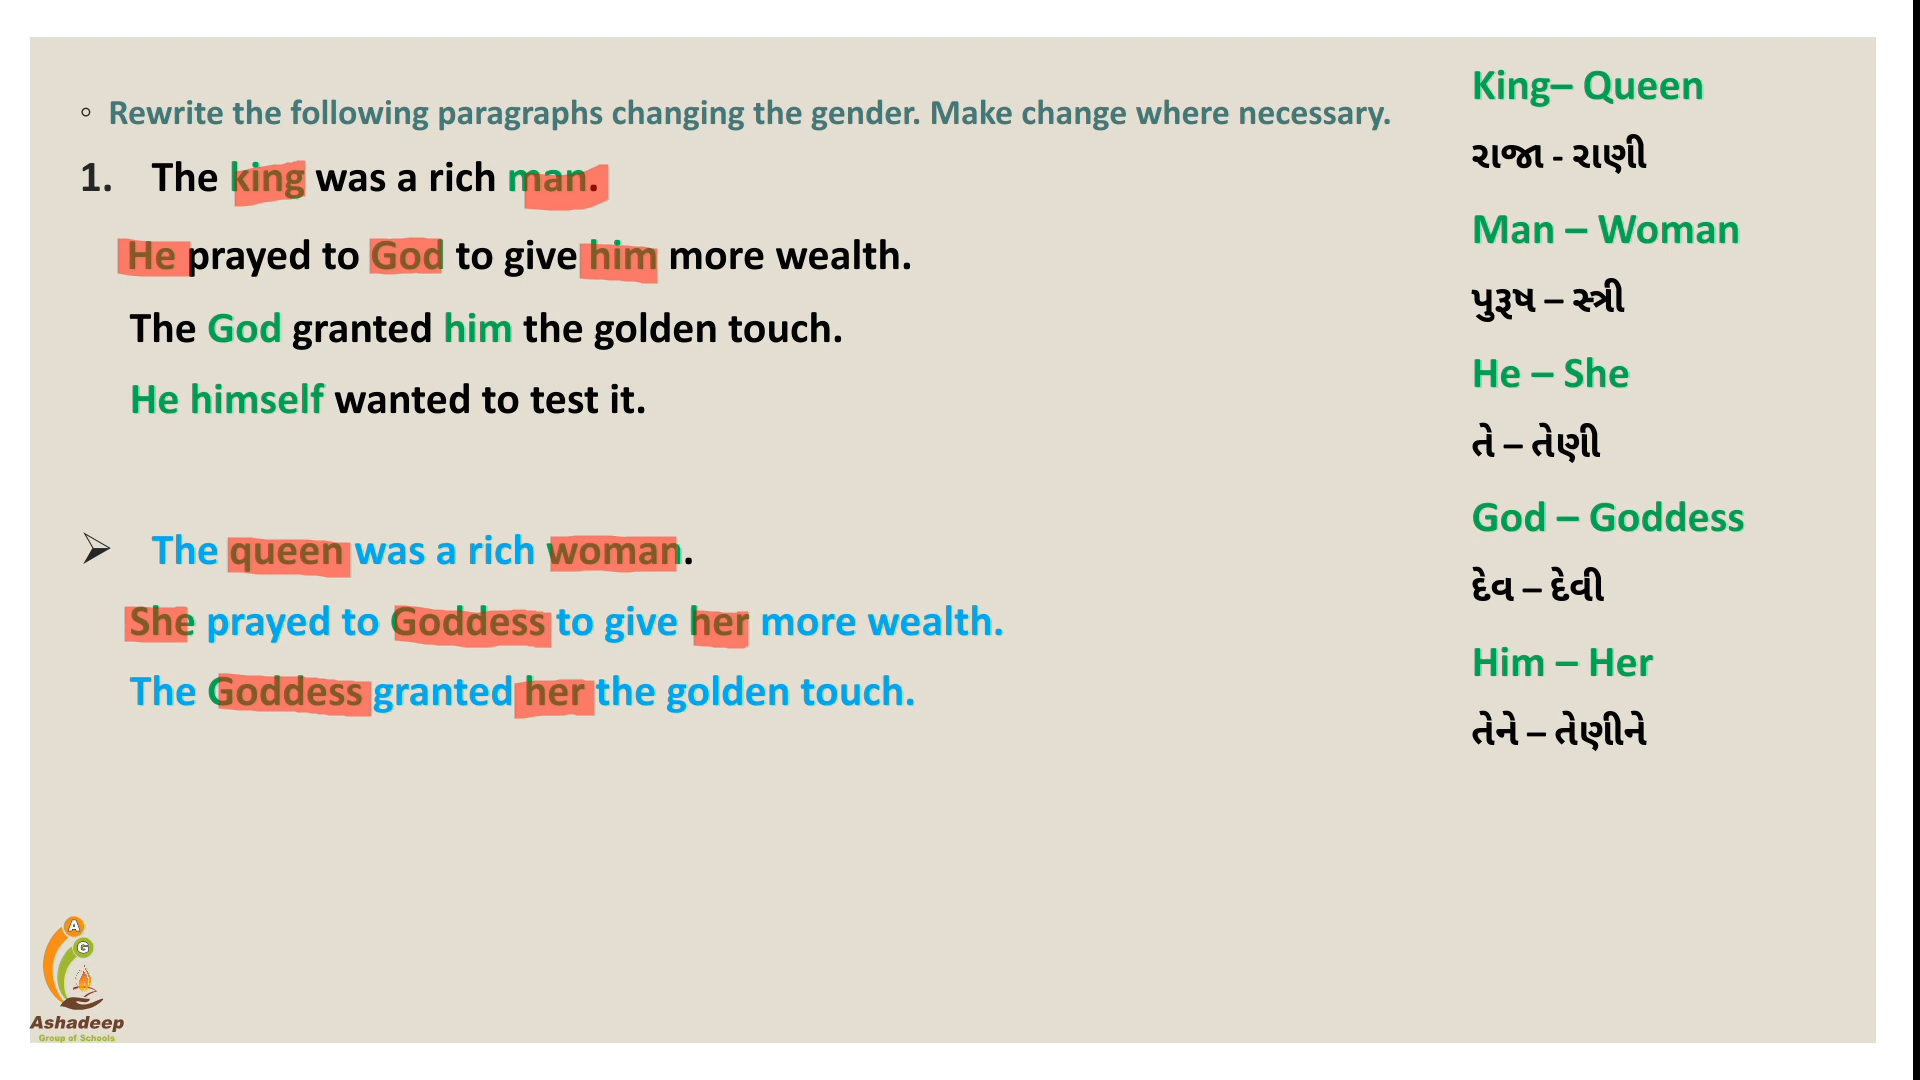 ◦ Rewrite the following paragraphs changing the gender. Make change where necessary.
1. The king was a rich man.
He prayed to God to give him more wealth.
The God granted him the golden touch.
He himself wanted to test it.
➢ The queen was a rich woman.
She prayed to Goddess to give her more wealth.
The Goddess granted her the golden touch.
King– Queen
રાજા - રાણી
Man – Woman
પુરૂષ – સ્ત્રી
He – She
તે – તેણી
God – Goddess
દેવ – દેવી
Him – Her
તેને – તેણીને
A
G
Ashadeep
Group of Schools